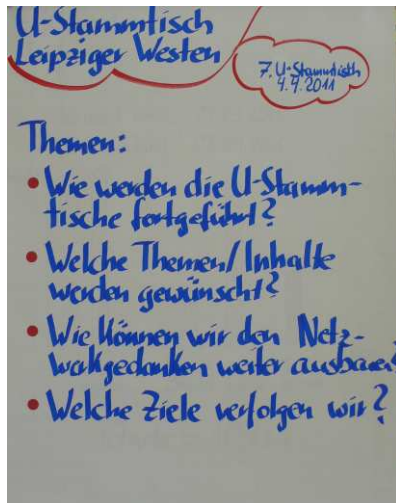 U-Stammtisch
Leipziger Westen
7. U-Stammtisch
4.4.2011
Themen:
• Wie werden die U-Stamm-
tische fortgeführt?
• Welche Themen/Inhalte
werden gewünscht?
• Wie können wir den Netz-
werkgedanken weiter ausbauen?
• Welche Ziele verfolgen wir?